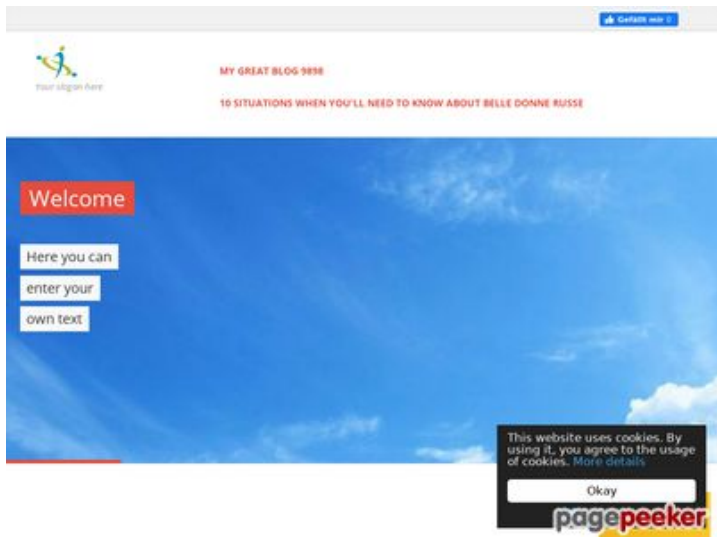 Gefällt mir 0
Your slogan here
MY GREAT BLOG 9898
10 SITUATIONS WHEN YOU'LL NEED TO KNOW ABOUT BELLE DONNE RUSSE
Welcome
Here you can
enter your
own text
This website uses cookies. By
using it, you agree to the usage
of cookies. More details
Okay
pagepeeker